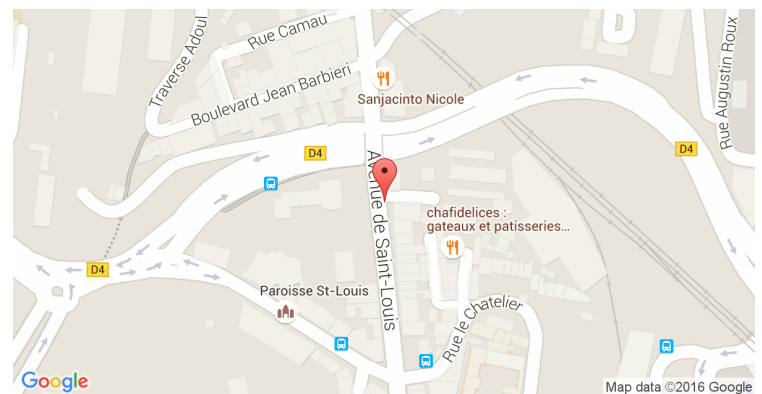 Rue Camau
Traverse Adoul
Boulevard Jean Barbieri
Sanjacinto Nicole
Rue Augustin Roux
D4
D4
Avenue de Saint-Louis
chafidelices :
gateaux et patisseries...
D4
Paroisse St-Louis
Rue le Chatelier
Google
Map data ©2016 Google